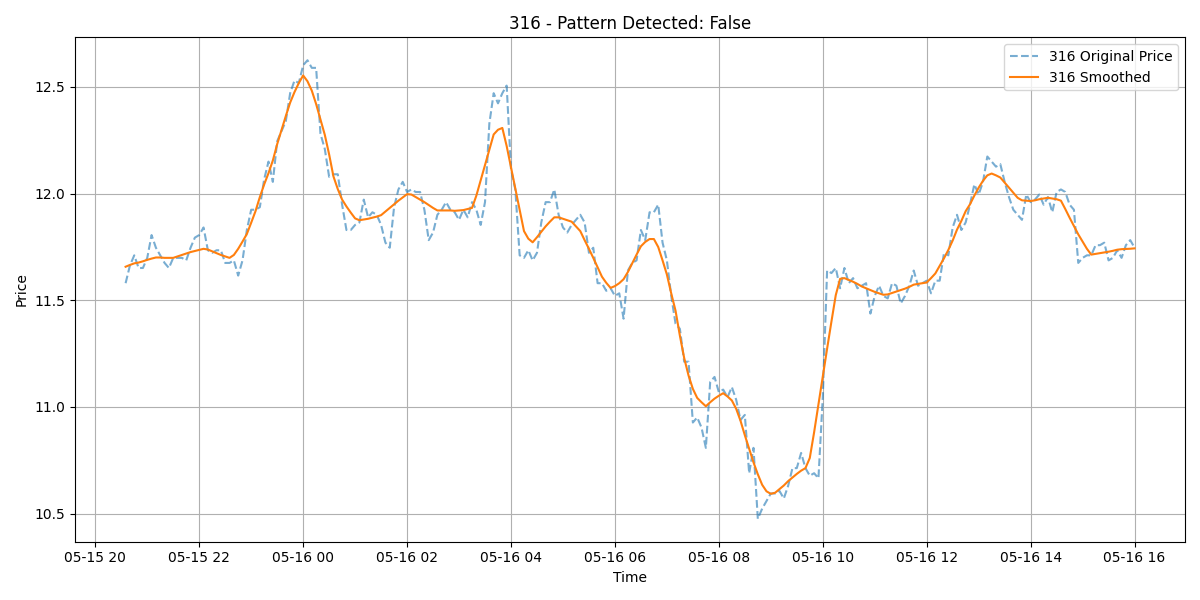 316 - Pattern Detected: False
316 Original Price
316 Smoothed
Price
12.5
12.0
11.5
11.0
10.5
05-15 20 05-15 22 05-16 00 05-16 02 05-16 04 05-16 06 05-16 08 05-16 10 05-16 12 05-16 14 05-16 16
Time